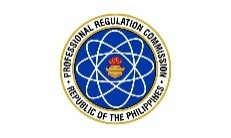 PROFESSIONAL REGULATION COMMISSION
REPUBLIC OF THE PHILIPPINES